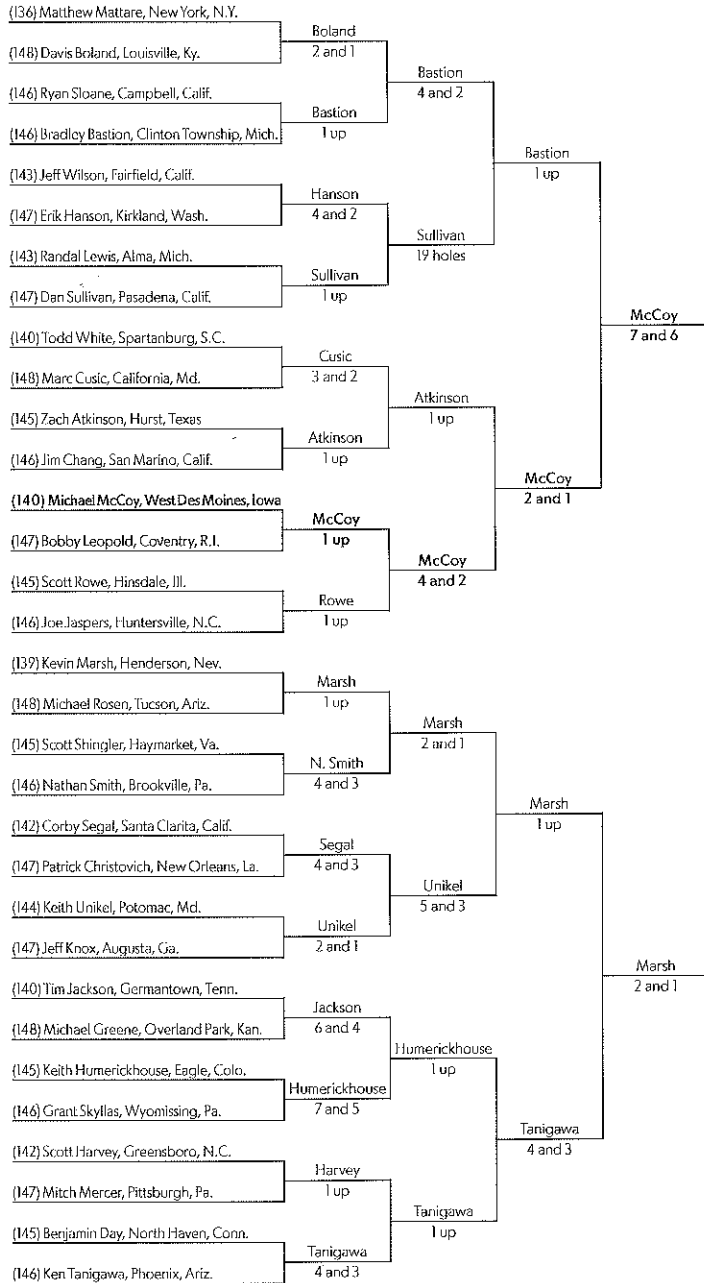 (136) Matthew Mattare, New York, N.Y.
Boland
(148) Davis Boland, Louisville, Ky.
2 and 1
Bastion
4 and 2
(146) Ryan Sloane, Campbell, Calif.
Bastion
(146) Bradley Bastion, Clinton Township, Mich.
1 up
Bastion
1 up
(143) Jeff Wilson, Fairfield, Calif.
Hanson
(147) Erik Hanson, Kirkland, Wash.
4 and 2
Sullivan
19 holes
(143) Randal Lewis, Alma, Mich.
Sullivan
(147) Dan Sullivan, Pasadena, Calif.
1 up
McCoy
7 and 6
(140) Todd White, Spartanburg, S.C.
Cusic
(148) Marc Cusic, California, Md.
3 and 2
Atkinson
1 up
(145) Zach Atkinson, Hurst, Texas
Atkinson
(146) Jim Chang, San Marino, Calif.
1 up
McCoy
2 and 1
(140) Michael McCoy, West Des Moines, Iowa
McCoy
(147) Bobby Leopold, Coventry, R.I.
1 up
McCoy
4 and 2
(145) Scott Rowe, Hinsdale, Ill.
Rowe
(146) Joe Jaspers, Huntersville, N.C.
1 up
(139) Kevin Marsh, Henderson, Nev.
Marsh
(148) Michael Rosen, Tucson, Ariz.
1 up
Marsh
2 and 1
(145) Scott Shingler, Haymarket, Va.
N. Smith
(146) Nathan Smith, Brookville, Pa.
4 and 3
Marsh
1 up
(142) Corby Segal, Santa Clarita, Calif.
Segal
(147) Patrick Christovich, New Orleans, La.
4 and 3
Unikel
5 and 3
(144) Keith Unikel, Potomac, Md.
Unikel
(147) Jeff Knox, Augusta, Ga.
2 and 1
Marsh
2 and 1
(140) Tim Jackson, Germantown, Tenn.
Jackson
(148) Michael Greene, Overland Park, Kan.
6 and 4
Humerickhouse
1 up
(145) Keith Humerickhouse, Eagle, Colo.
Humerickhouse
(146) Grant Skyllas, Wyomissing, Pa.
7 and 5
Tanigawa
4 and 3
(142) Scott Harvey, Greensboro, N.C.
Harvey
(147) Mitch Mercer, Pittsburgh, Pa.
1 up
Tanigawa
1 up
(145) Benjamin Day, North Haven, Conn.
Tanigawa
(146) Ken Tanigawa, Phoenix, Ariz.
4 and 3